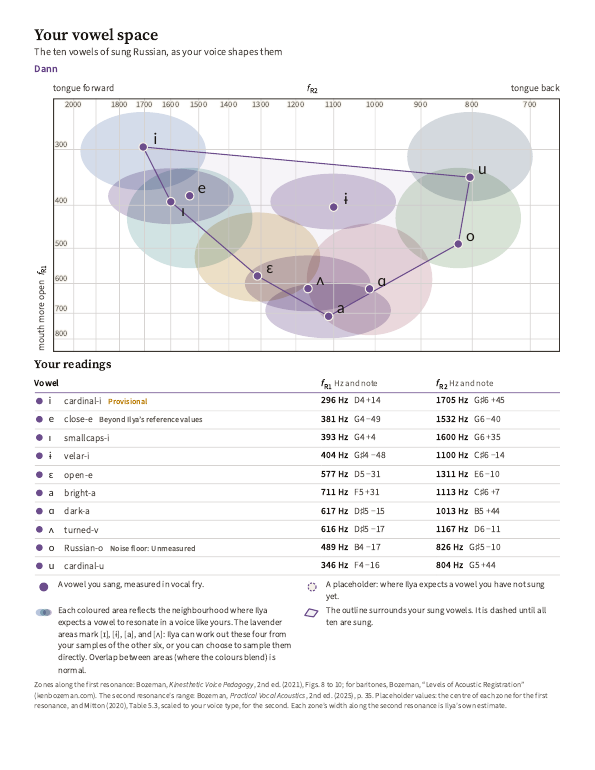 Your vowel space
The ten vowels of sung Russian, as your voice shapes them
Dann
tongue forward fR2 tongue back
2000 1800 1700 1600 1500 1400 1300 1200 1100 1000 900 800 700
300
400
500
600
700
800
mouth more open fR1
i
u
e
ɪ
ɨ
o
ɛ
ʌ
ɑ
a
Your readings
Vowel fR1 Hz and note fR2 Hz and note
i cardinal-i Provisional 296 Hz D4 +14 1705 Hz G♯6 +45
e close-e Beyond Ilya's reference values 381 Hz G4 −49 1532 Hz G6 −40
ɪ smallcaps-i 393 Hz G4 +4 1600 Hz G6 +35
ɨ velar-i 404 Hz G♯4 −48 1100 Hz C♯6 −14
ɛ open-e 577 Hz D5 −31 1311 Hz E6 −10
a bright-a 711 Hz F5 +31 1113 Hz C♯6 +7
ɑ dark-a 617 Hz D♯5 −15 1013 Hz B5 +44
ʌ turned-v 616 Hz D♯5 −17 1167 Hz D6 −11
o Russian-o Noise floor: Unmeasured 489 Hz B4 −17 826 Hz G♯5 −10
u cardinal-u 346 Hz F4 −16 804 Hz G5 +44
A vowel you sang, measured in vocal fry.
A placeholder: where Ilya expects a vowel you have not sung
yet.
Each coloured area reflects the neighbourhood where Ilya
expects a vowel to resonate in a voice like yours. The lavender
areas mark [ɪ], [ɨ], [a], and [ʌ]: Ilya can work out these four from
your samples of the other six, or you can choose to sample them
directly. Overlap between areas (where the colours blend) is
normal.
The outline surrounds your sung vowels. It is dashed until all
ten are sung.
Zones along the first resonance: Bozeman, Kinesthetic Voice Pedagogy, 2nd ed. (2021), Figs. 8 to 10; for baritones, Bozeman, "Levels of Acoustic Registration"
(kenbozeman.com). The second resonance's range: Bozeman, Practical Vocal Acoustics, 2nd ed. (2025), p. 35. Placeholder values: the centre of each zone for the first
resonance, and Mitton (2020), Table 5.3, scaled to your voice type, for the second. Each zone's width along the second resonance is Ilya's own estimate.